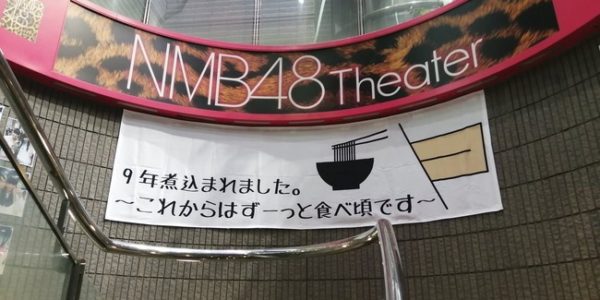 NMB48 Theater
9年煮込まれました。
～これからはずーっと食べ頃です～